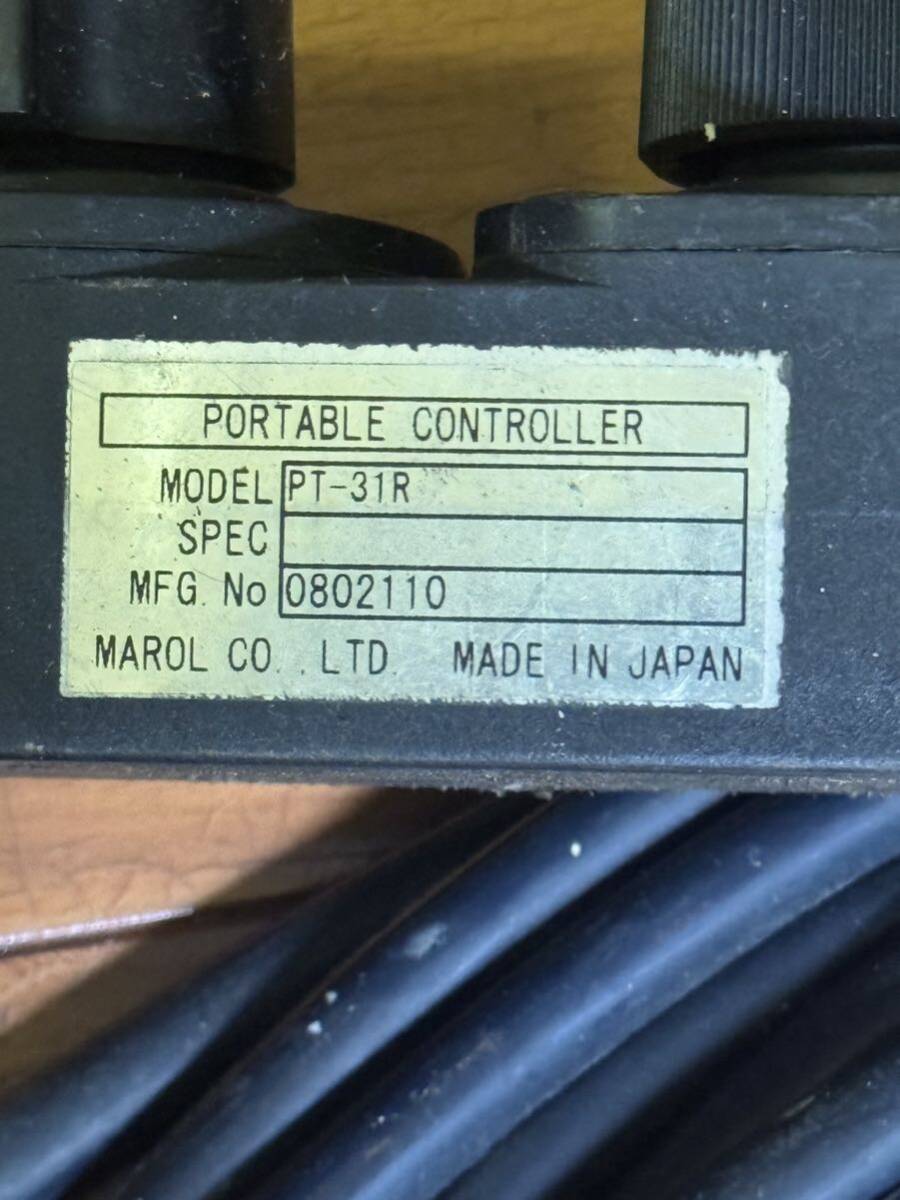 PORTABLE CONTROLLER
MODEL PT-31R
SPEC
MFG. No 0802110
MAROL CO.,LTD. MADE IN JAPAN